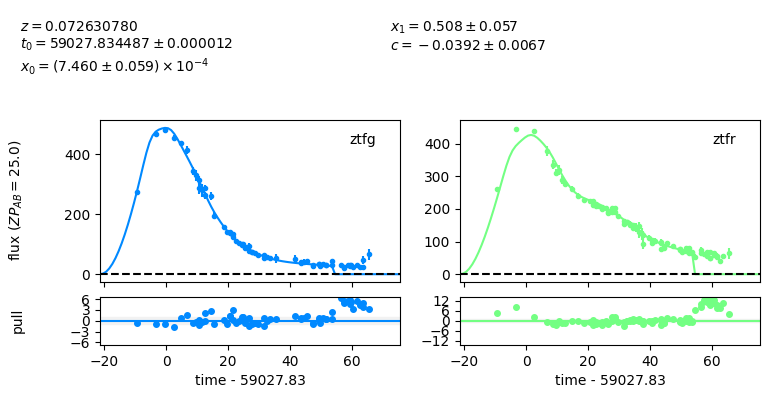 z = 0.072630780
t₀ = 59027.834487 ± 0.000012
x₀ = (7.460 ± 0.059) × 10⁻⁴
x₁ = 0.508 ± 0.057
c = −0.0392 ± 0.0067
flux (ZP_AB = 25.0)
ztfg
400
200
0
ztfr
400
300
200
100
0
pull
6
3
0
−3
−6
−20 0 20 40 60
time - 59027.83
12
6
0
−6
−12
−20 0 20 40 60
time - 59027.83